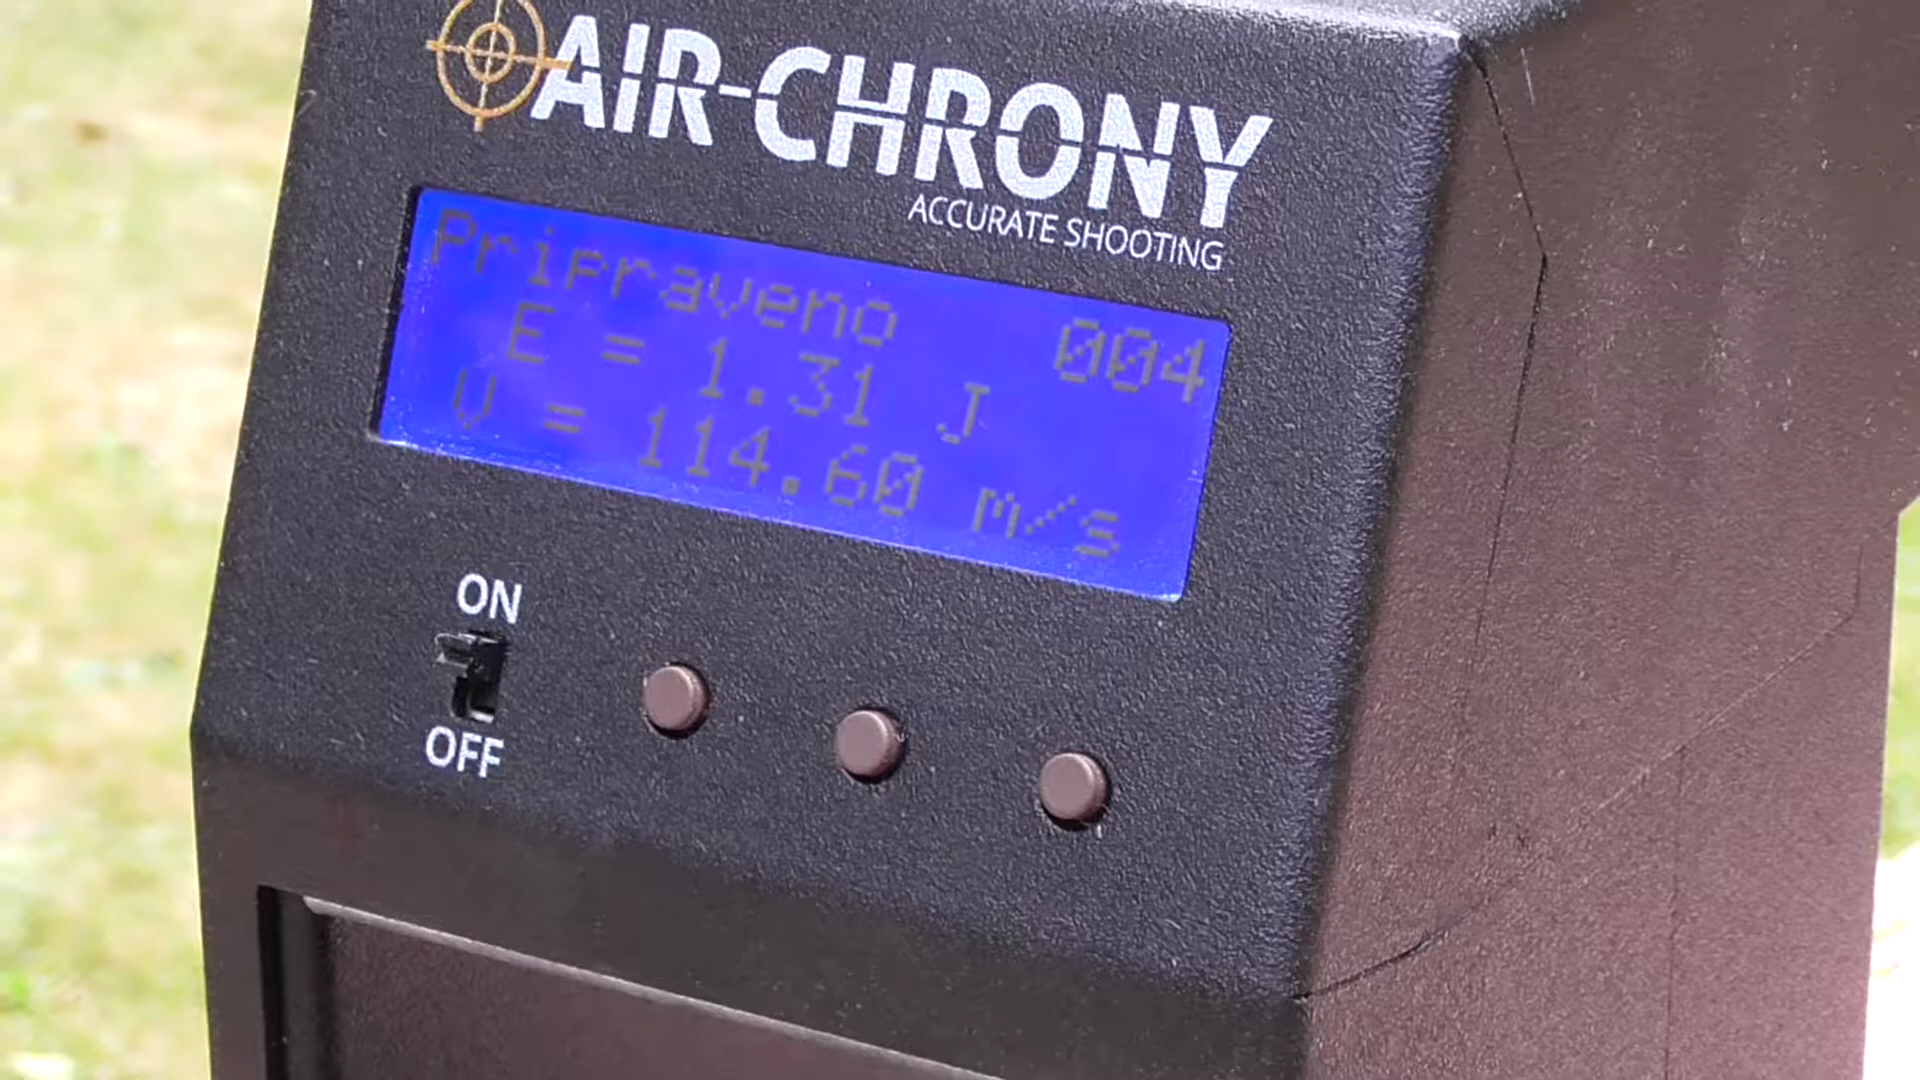 AIR-CHRONY
ACCURATE SHOOTING
Pripraveno 004
E = 1.31 J
V = 114.60 m/s
ON
OFF